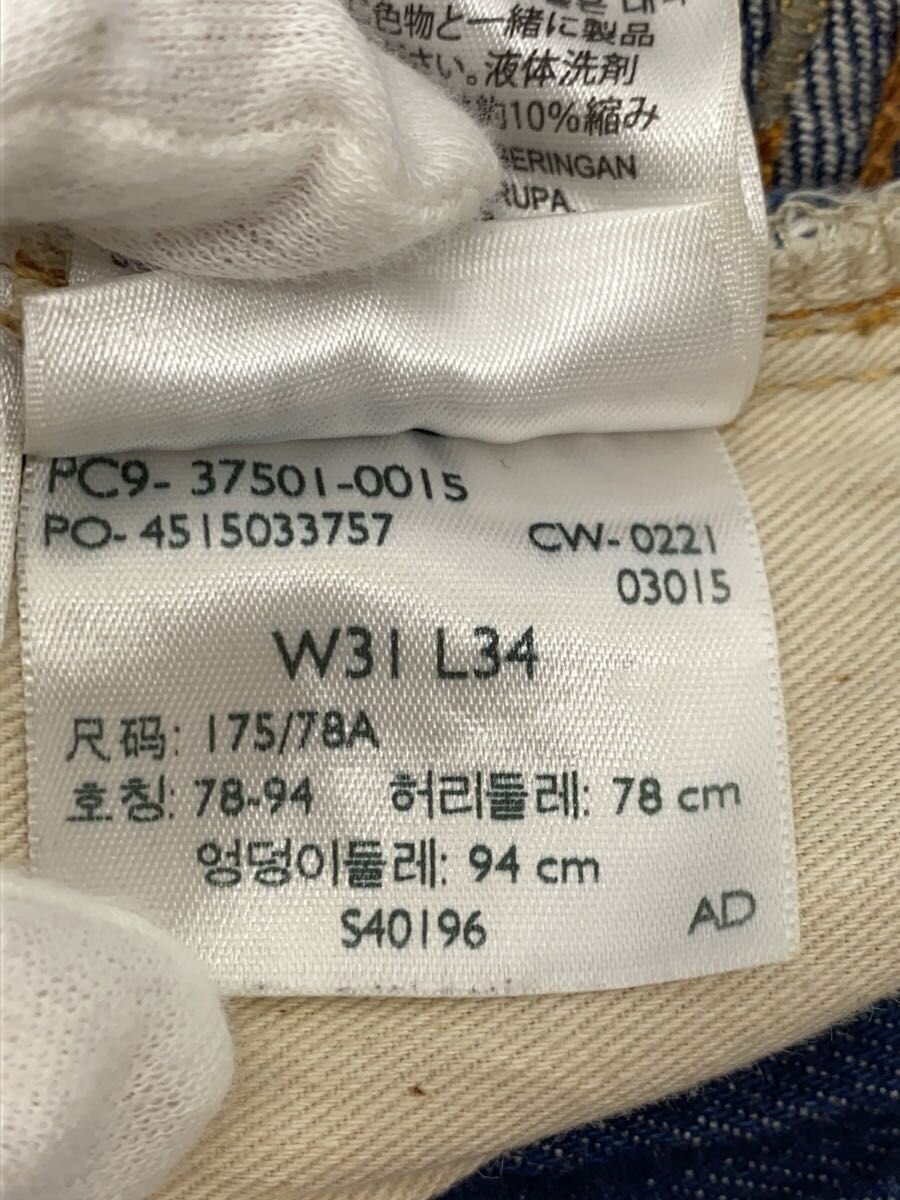 色物と一緒に製品
さい。液体洗剤
約10%縮み
BERINGAN
RUPA
PC9- 37501-0015
PO- 4515033757
CW- 0221
03015
W31 L34
尺码: 175/78A
호칭: 78-94 허리둘레: 78 cm
엉덩이둘레: 94 cm
S40196
AD